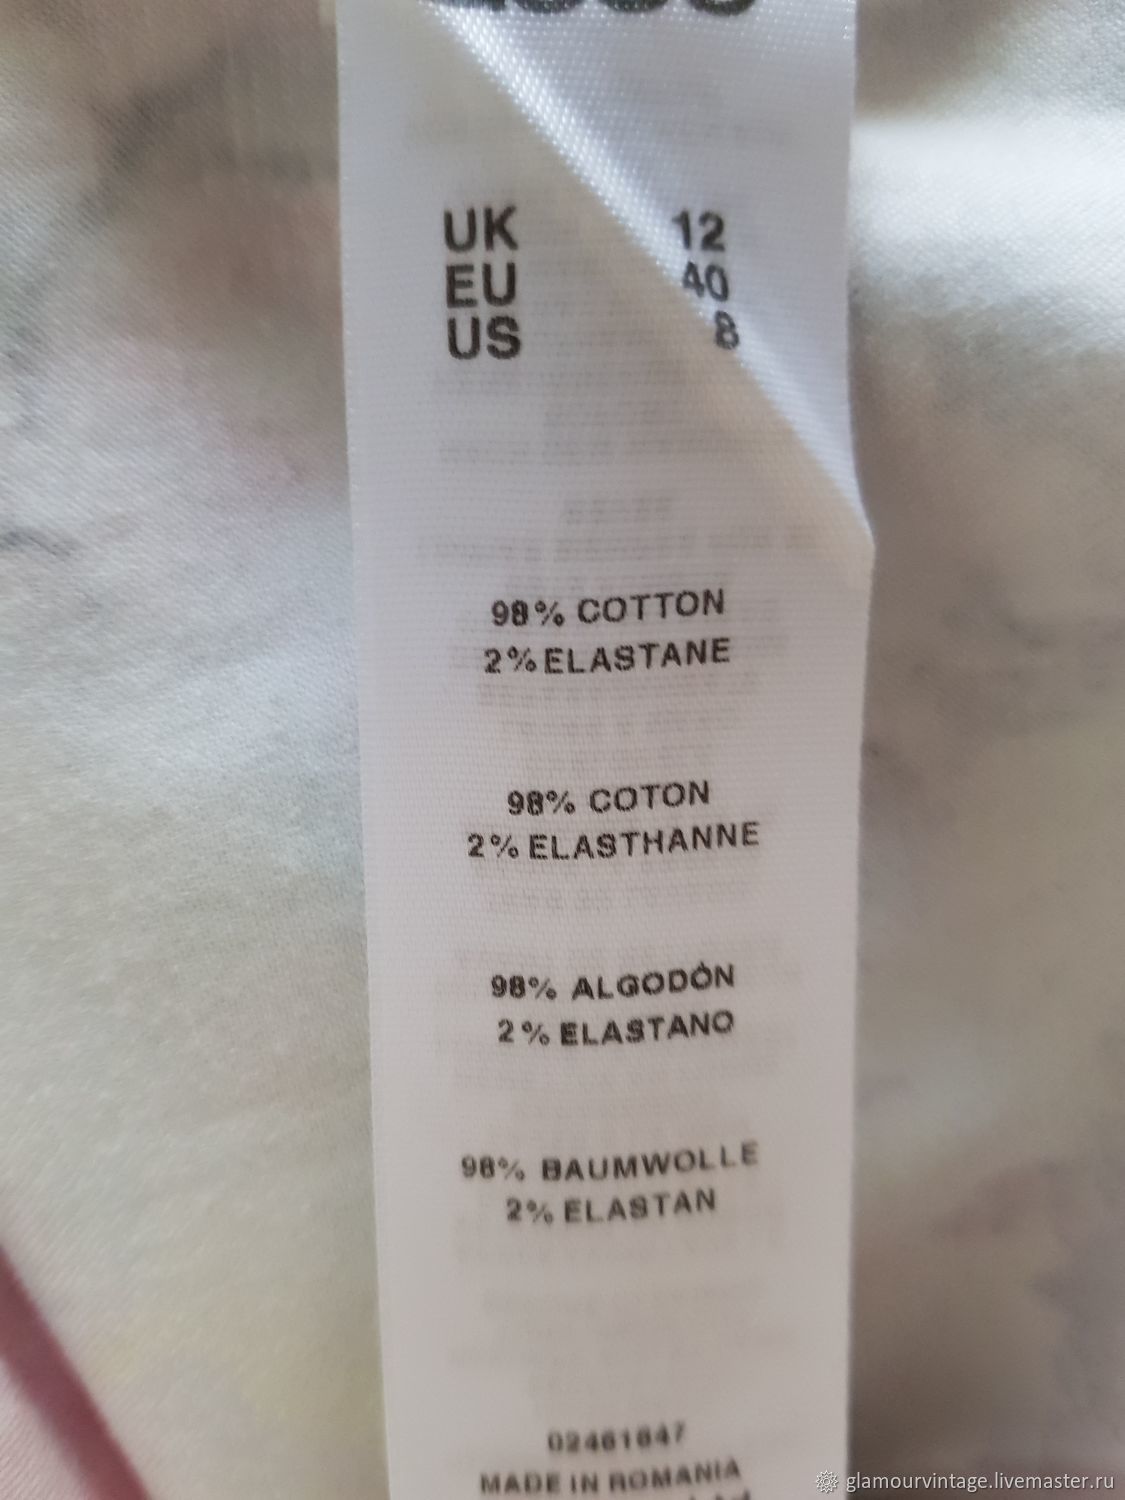 UK 12
EU 40
US 8
98% COTTON
2% ELASTANE
98% COTON
2% ELASTHANNE
98% ALGODÓN
2% ELASTANO
98% BAUMWOLLE
2% ELASTAN
02461847
MADE IN ROMANIA
glamourvintage.livemaster.ru